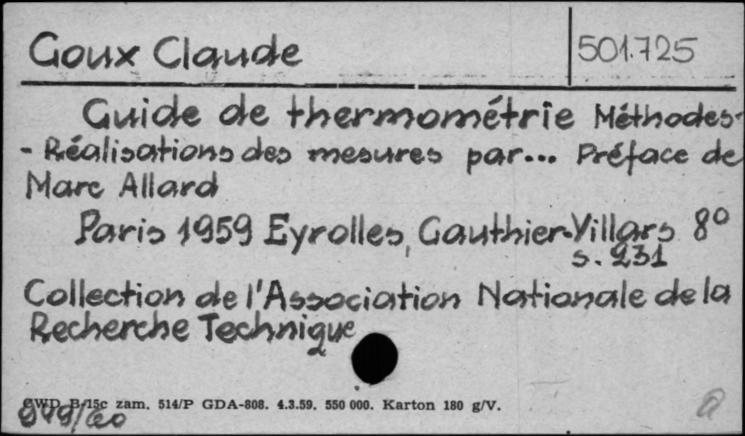 Goux Claude
501.725
Guide de thermométrie Méthodes-
- Réalisations des mesures par... Préface de
Marc Allard
Paris 1959 Eyrolles, Gauthier-Villars 8°
s. 231
Collection de l'Association Nationale de la
Recherche Technique
CWD B/15c zam. 514/P GDA-808. 4.3.59. 550 000. Karton 180 g/V.